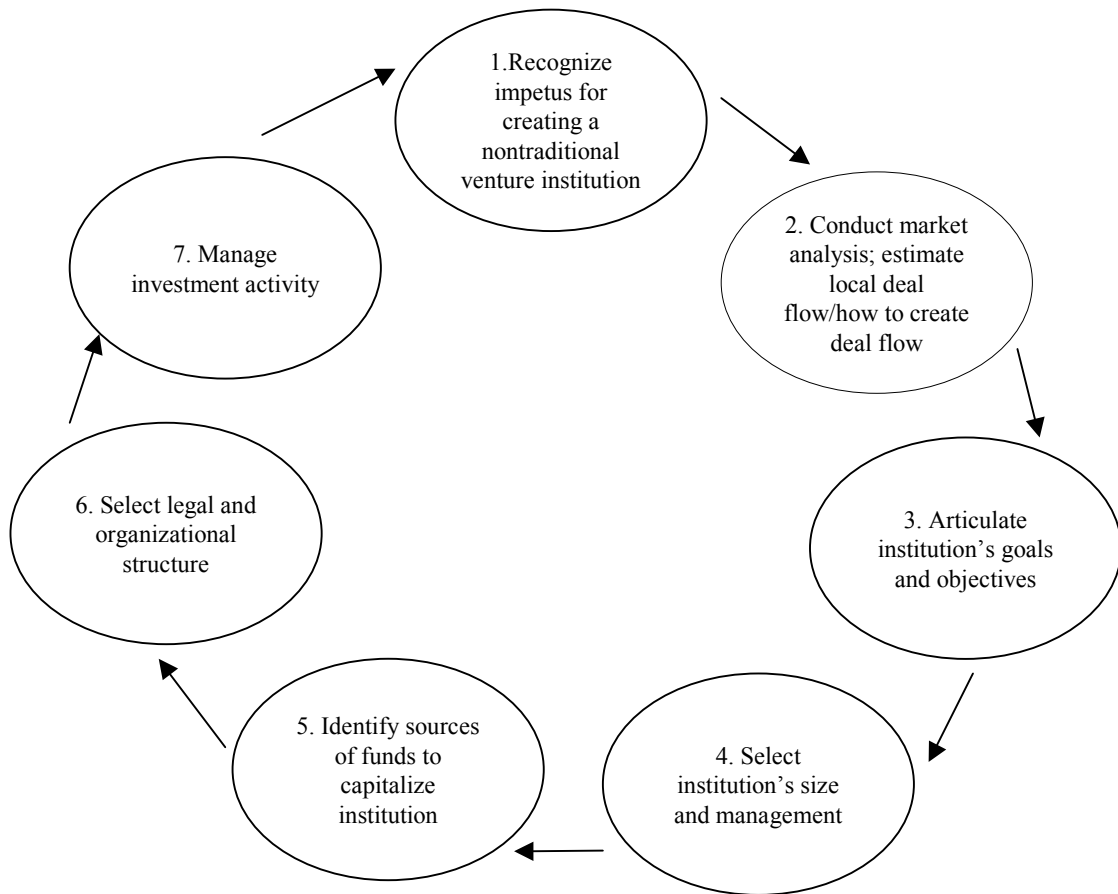 1.Recognize
impetus for
creating a
nontraditional
venture institution
2. Conduct market
analysis; estimate
local deal
flow/how to create
deal flow
3. Articulate
institution’s goals
and objectives
4. Select
institution’s size
and management
5. Identify sources
of funds to
capitalize
institution
6. Select legal and
organizational
structure
7. Manage
investment activity